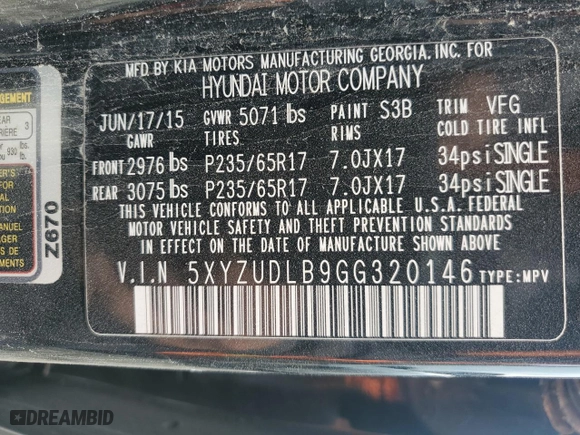 MFD BY KIA MOTORS MANUFACTURING GEORGIA,INC.FOR
HYUNDAI MOTOR COMPANY
JUN/17/15 GVWR 5071 lbs PAINT S3B TRIM VFG
GAWR TIRES RIMS COLD TIRE INFL
FRONT 2976 lbs P235/65R17 7.0JX17 34psi SINGLE
REAR 3075 lbs P235/65R17 7.0JX17 34psi SINGLE
THIS VEHICLE CONFORMS TO ALL APPLICABLE U.S.A. FEDERAL
MOTOR VEHICLE SAFETY AND THEFT PREVENTION STANDARDS
IN EFFECT ON THE DATE OF MANUFACTURE SHOWN ABOVE.
V.I.N 5XYZUDLB9GG320146 TYPE:MPV
Z670
3
930 lbs.
DREAMBID